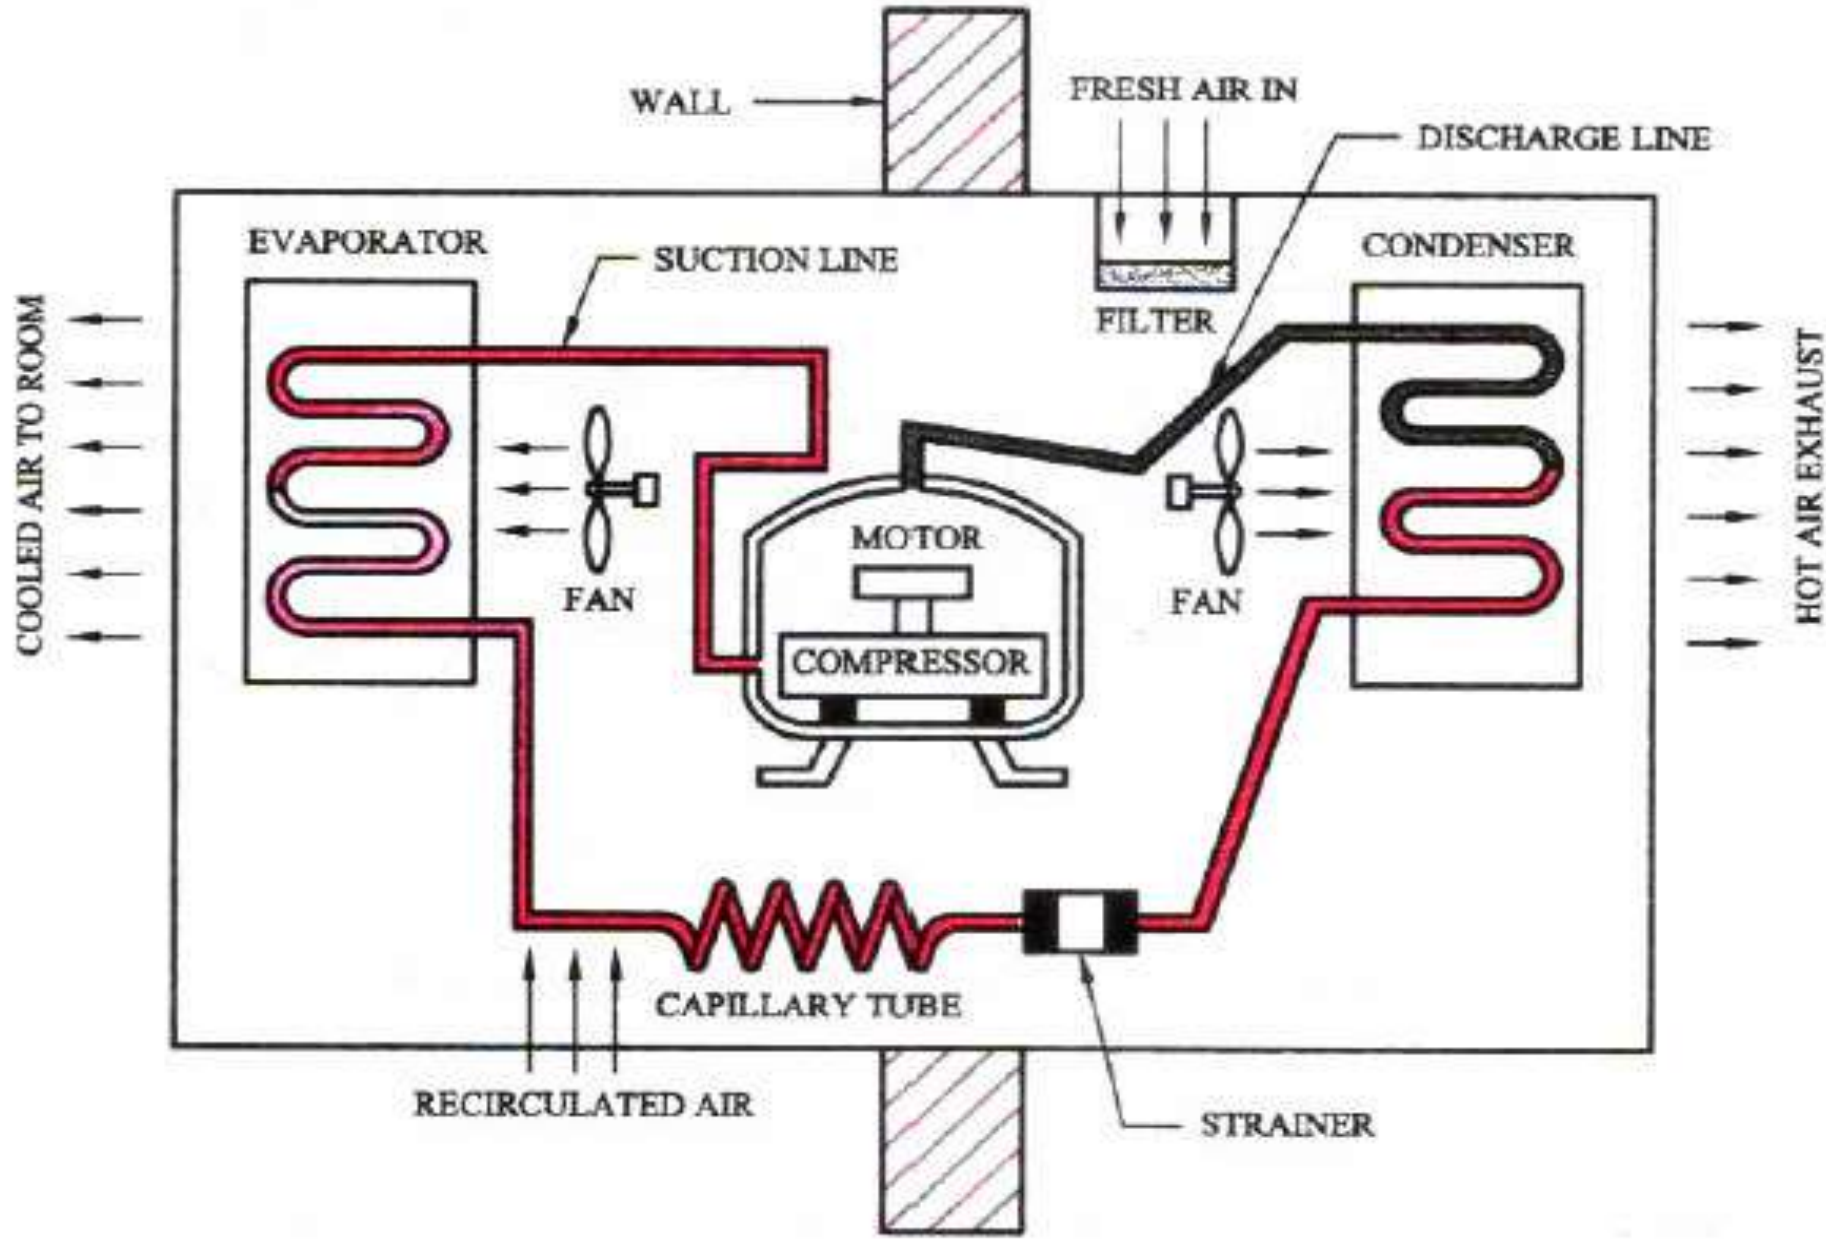 WALL
FRESH AIR IN
DISCHARGE LINE
EVAPORATOR
SUCTION LINE
CONDENSER
FILTER
COOLED AIR TO ROOM
HOT AIR EXHAUST
MOTOR
FAN
FAN
COMPRESSOR
CAPILLARY TUBE
RECIRCULATED AIR
STRAINER